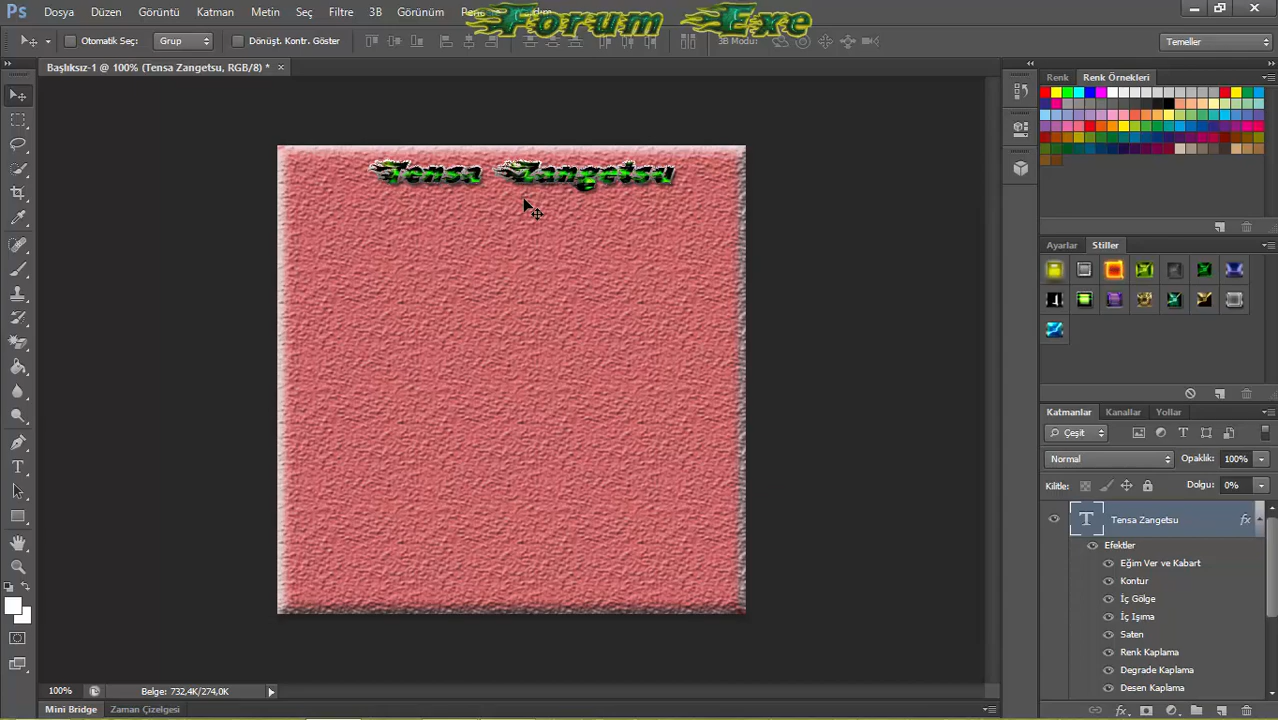 Ps Dosya Düzen Görüntü Katman Metin Seç Filtre 3B Görünüm
Forum Exe
Otomatik Seç: Grup Dönüşt. Kontr. Göster 3B Modu: Temeller
Başlıksız-1 @ 100% (Tensa Zangetsu, RGB/8) *
Renk Renk Örnekleri
Tensa Zangetsu
Ayarlar Stiller
Katmanlar Kanallar Yollar
Çeşit
Normal Opaklık: 100%
Kilitle: Dolgu: 0%
T Tensa Zangetsu fx
Efektler
Eğim Ver ve Kabart
Kontur
İç Gölge
İç Işıma
Saten
Renk Kaplama
Degrade Kaplama
Desen Kaplama
100% Belge: 732,4K/274,0K
Mini Bridge Zaman Çizelgesi
fx